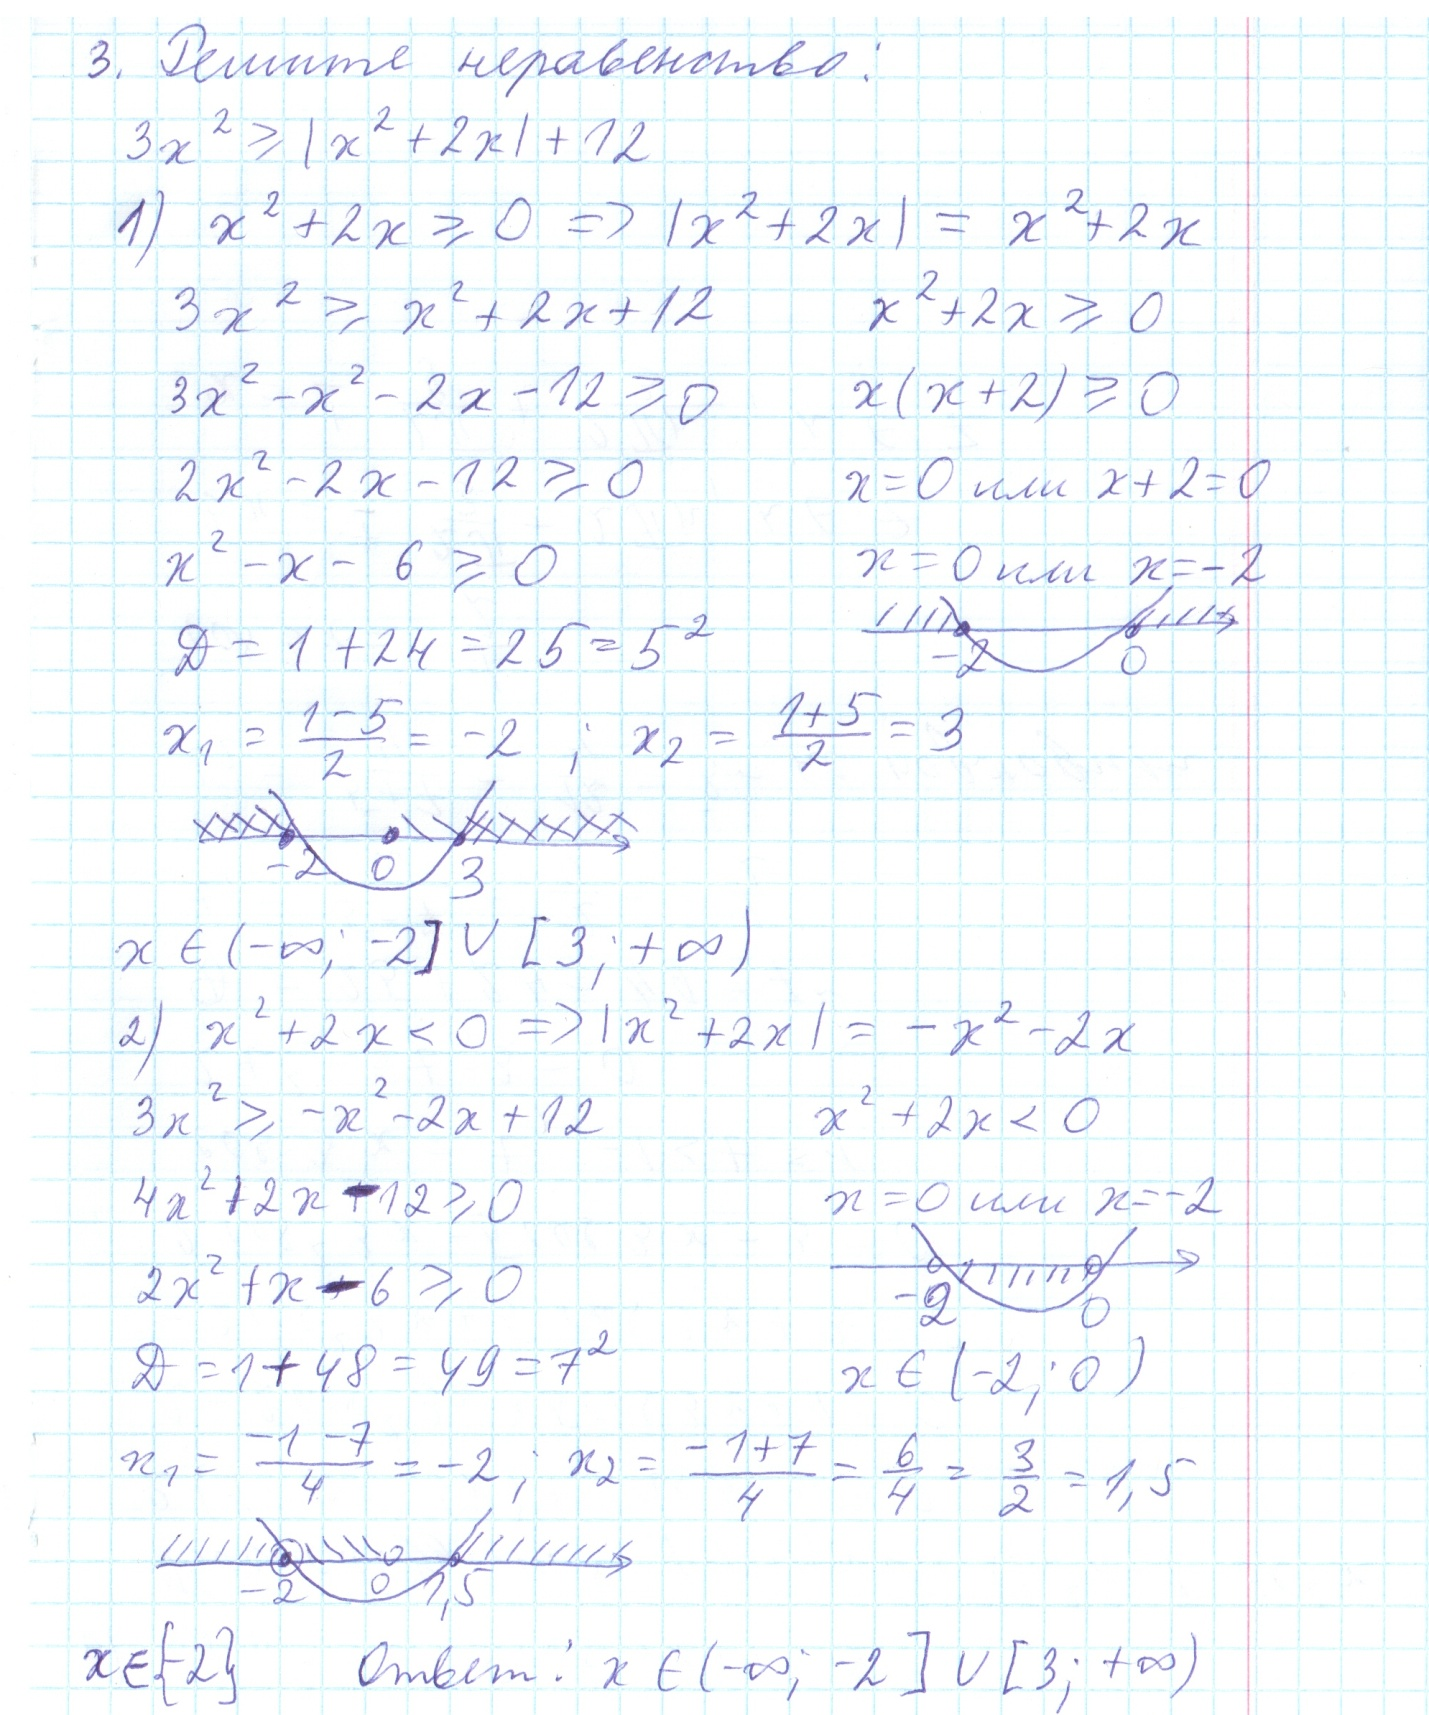 3. Решите неравенство:
3x² ≥ |x² + 2x| + 12
1) x² + 2x ≥ 0 => |x² + 2x| = x² + 2x
3x² ≥ x² + 2x + 12    x² + 2x ≥ 0
3x² - x² - 2x - 12 ≥ 0    x(x + 2) ≥ 0
2x² - 2x - 12 ≥ 0    x = 0 или x + 2 = 0
x² - x - 6 ≥ 0    x = 0 или x = -2
D = 1 + 24 = 25 = 5²    -2 0
x₁ = (1 - 5)/2 = -2 ; x₂ = (1 + 5)/2 = 3
-2 0 3
x ∈ (-∞; -2] ∪ [3; +∞)
2) x² + 2x < 0 => |x² + 2x| = -x² - 2x
3x² ≥ -x² - 2x + 12    x² + 2x < 0
4x² + 2x - 12 ≥ 0    x = 0 или x = -2
2x² + x - 6 ≥ 0    -2 0
D = 1 + 48 = 49 = 7²    x ∈ (-2; 0)
x₁ = (-1 - 7)/4 = -2 ; x₂ = (-1 + 7)/4 = 6/4 = 3/2 = 1,5
-2 0 1,5
x ∈ {-2}    Ответ: x ∈ (-∞; -2] ∪ [3; +∞)